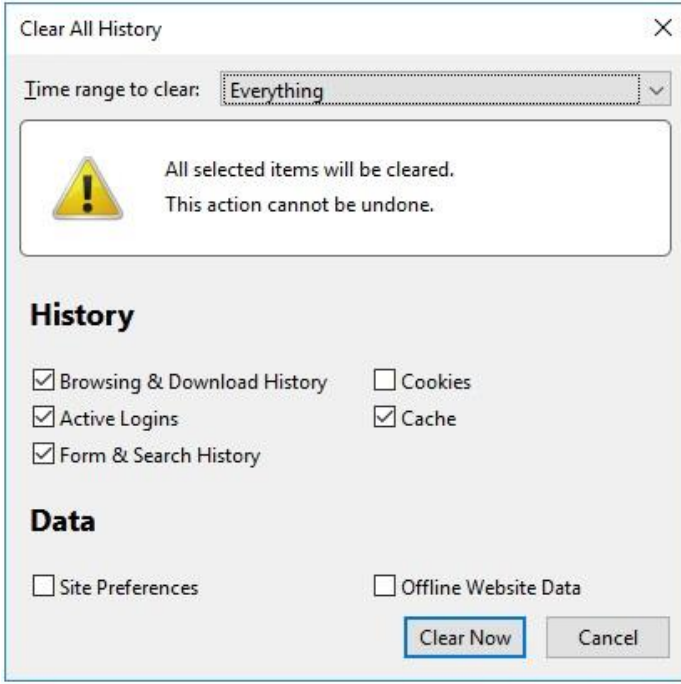 Clear All History
Time range to clear: Everything
All selected items will be cleared.
This action cannot be undone.
History
Browsing & Download History Cookies
Active Logins Cache
Form & Search History
Data
Site Preferences Offline Website Data
Clear Now Cancel